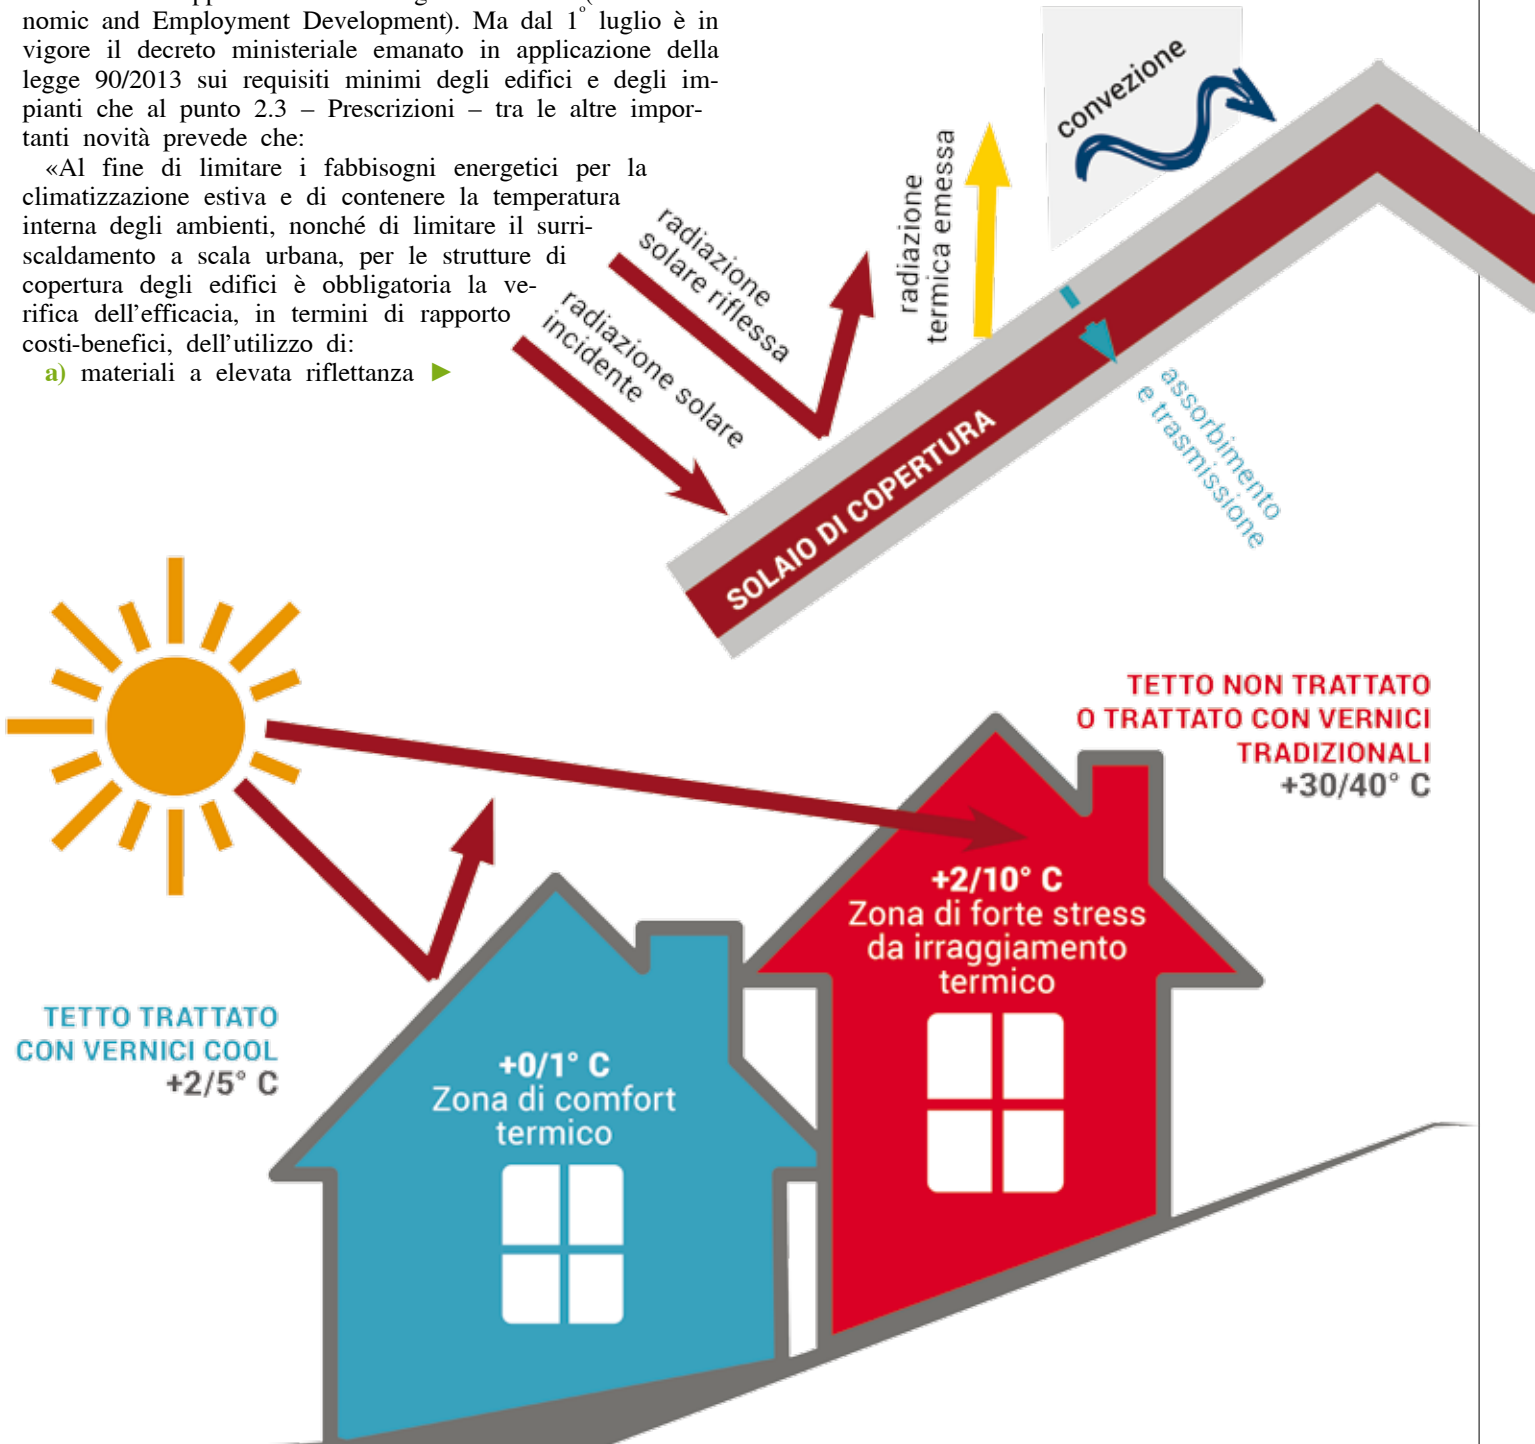 nomic and Employment Development). Ma dal 1° luglio è in
vigore il decreto ministeriale emanato in applicazione della
legge 90/2013 sui requisiti minimi degli edifici e degli im-
pianti che al punto 2.3 – Prescrizioni – tra le altre impor-
tanti novità prevede che:
«Al fine di limitare i fabbisogni energetici per la
climatizzazione estiva e di contenere la temperatura
interna degli ambienti, nonché di limitare il surri-
scaldamento a scala urbana, per le strutture di
copertura degli edifici è obbligatoria la ve-
rifica dell’efficacia, in termini di rapporto
costi-benefici, dell’utilizzo di:
a) materiali a elevata riflettanza ►
radiazione solare
incidente
radiazione
solare riflessa
radiazione
termica emessa
convezione
assorbimento
e trasmissione
SOLAIO DI COPERTURA
TETTO NON TRATTATO
O TRATTATO CON VERNICI
TRADIZIONALI
+30/40° C
+2/10° C
Zona di forte stress
da irraggiamento
termico
TETTO TRATTATO
CON VERNICI COOL
+2/5° C
+0/1° C
Zona di comfort
termico